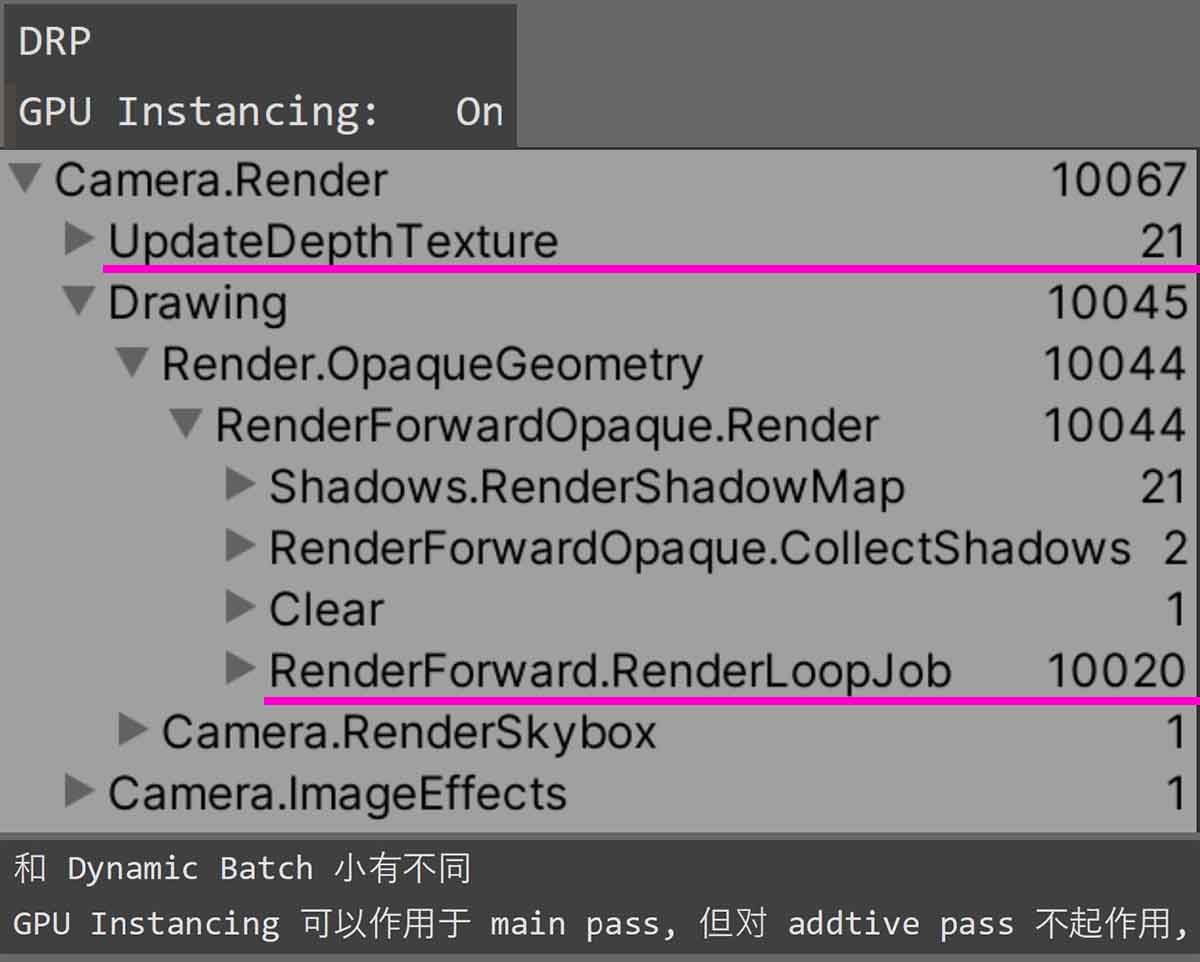 DRP
GPU Instancing: On
Camera.Render 10067
UpdateDepthTexture 21
Drawing 10045
Render.OpaqueGeometry 10044
RenderForwardOpaque.Render 10044
Shadows.RenderShadowMap 21
RenderForwardOpaque.CollectShadows 2
Clear 1
RenderForward.RenderLoopJob 10020
Camera.RenderSkybox 1
Camera.ImageEffects 1
和 Dynamic Batch 小有不同
GPU Instancing 可以作用于 main pass, 但对 addtive pass 不起作用,